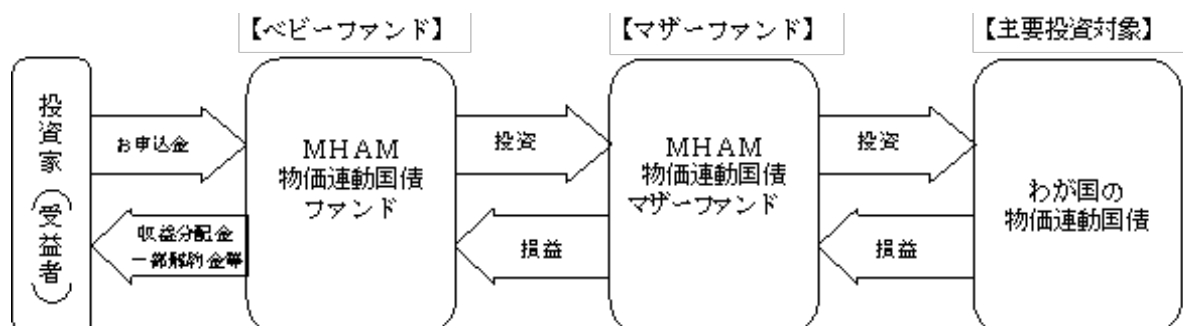 【ベビーファンド】
【マザーファンド】
【主要投資対象】
投資家(受益者)
お申込金
収益分配金
一部解約金等
MHAM
物価連動国債
ファンド
投資
損益
MHAM
物価連動国債
マザーファンド
投資
損益
わが国の
物価連動国債